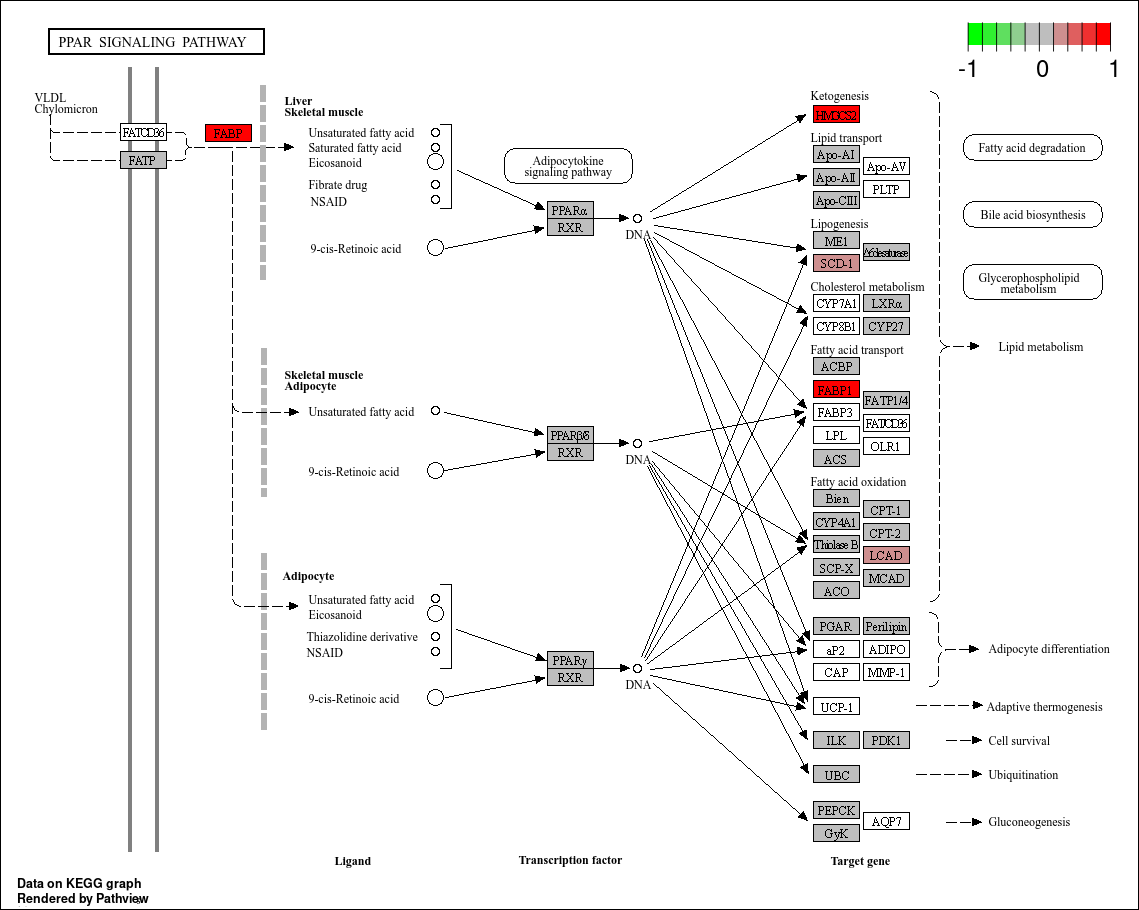 PPAR SIGNALING PATHWAY
-1 0 1
VLDL
Chylomicron
FAT/CD36
FATP
FABP
Liver
Skeletal muscle
Unsaturated fatty acid
Saturated fatty acid
Eicosanoid
Fibrate drug
NSAID
9-cis-Retinoic acid
Adipocytokine
signaling pathway
PPARα
RXR
DNA
Skeletal muscle
Adipocyte
Unsaturated fatty acid
9-cis-Retinoic acid
PPARβ/δ
RXR
DNA
Adipocyte
Unsaturated fatty acid
Eicosanoid
Thiazolidine derivative
NSAID
9-cis-Retinoic acid
PPARγ
RXR
DNA
Ketogenesis
HMGCS2
Lipid transport
Apo-AI
Apo-AV
Apo-AII
PLTP
Apo-CIII
Lipogenesis
ME1
SCD-1
Cholesterol metabolism
CYP7A1 LXRα
CYP8B1 CYP27
Fatty acid transport
ACBP
FABP1
FATP1/4
FABP3
FAT/CD36
LPL
OLR1
ACS
Fatty acid oxidation
Bien
CPT-1
CYP4A1
CPT-2
Thiolase B
LCAD
SCP-X
MCAD
ACO
PGAR Perilipin
aP2 ADIPO
CAP MMP-1
UCP-1
ILK PDK1
UBC
PEPCK
AQP7
GyK
Fatty acid degradation
Bile acid biosynthesis
Glycerophospholipid
metabolism
Lipid metabolism
Adipocyte differentiation
Adaptive thermogenesis
Cell survival
Ubiquitination
Gluconeogenesis
Ligand
Transcription factor
Target gene
Data on KEGG graph
Rendered by Pathview